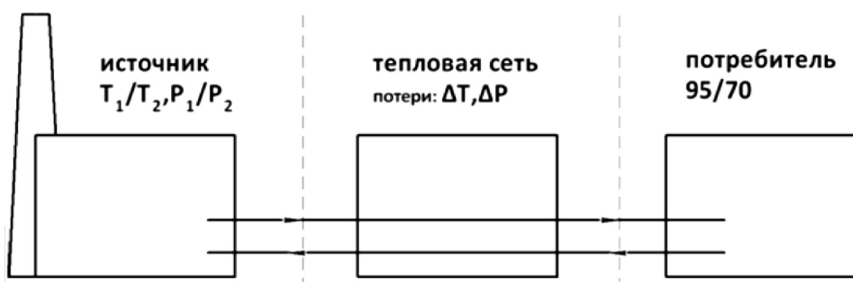 источник
T₁/T₂,P₁/P₂
тепловая сеть
потери: ΔT,ΔP
потребитель
95/70